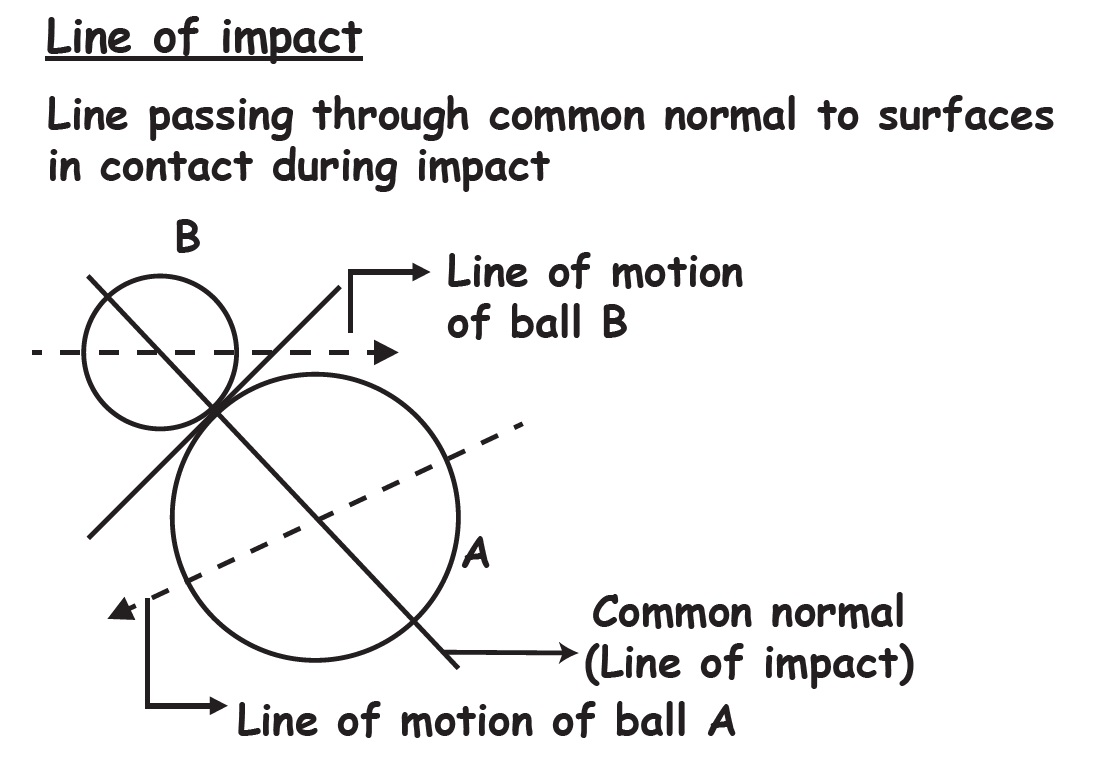 Line of impact
Line passing through common normal to surfaces
in contact during impact
B
Line of motion
of ball B
A
Common normal
(Line of impact)
Line of motion of ball A